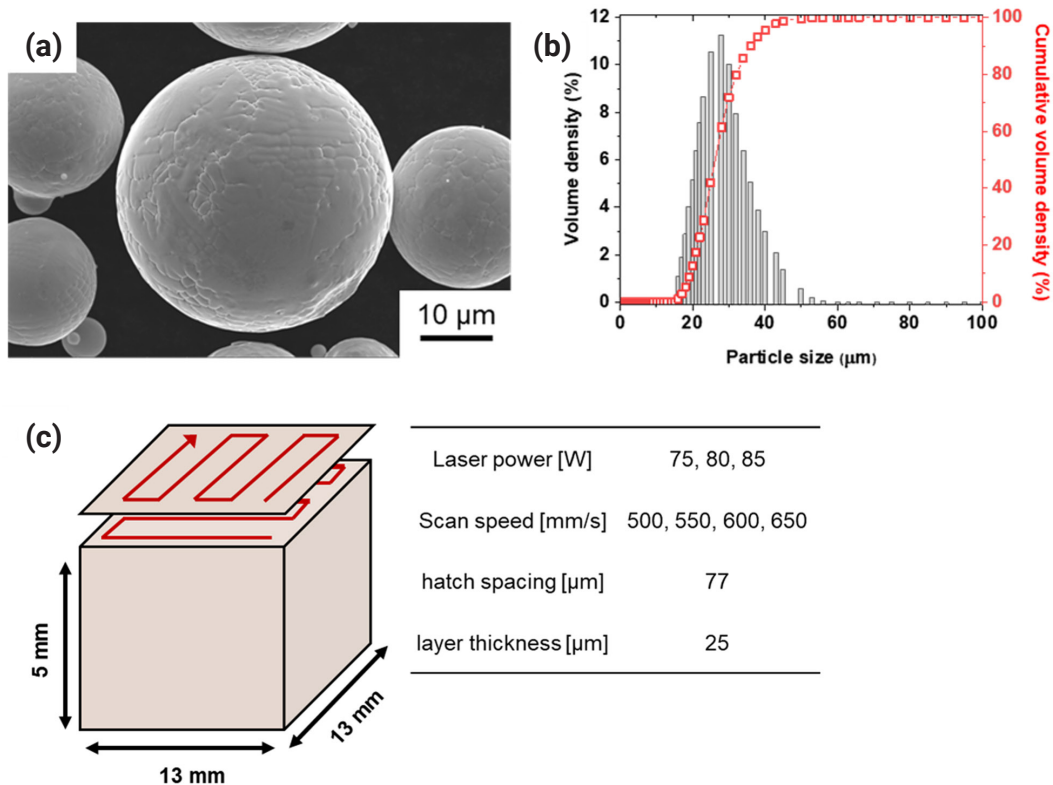 (a)
10 µm
(b)
Volume density (%)
12
10
8
6
4
2
0
0 20 40 60 80 100
Particle size (µm)
100
80
60
40
20
0
Cumulative volume
density (%)
(c)
5 mm
13 mm
13 mm
Laser power [W] 75, 80, 85
Scan speed [mm/s] 500, 550, 600, 650
hatch spacing [µm] 77
layer thickness [µm] 25